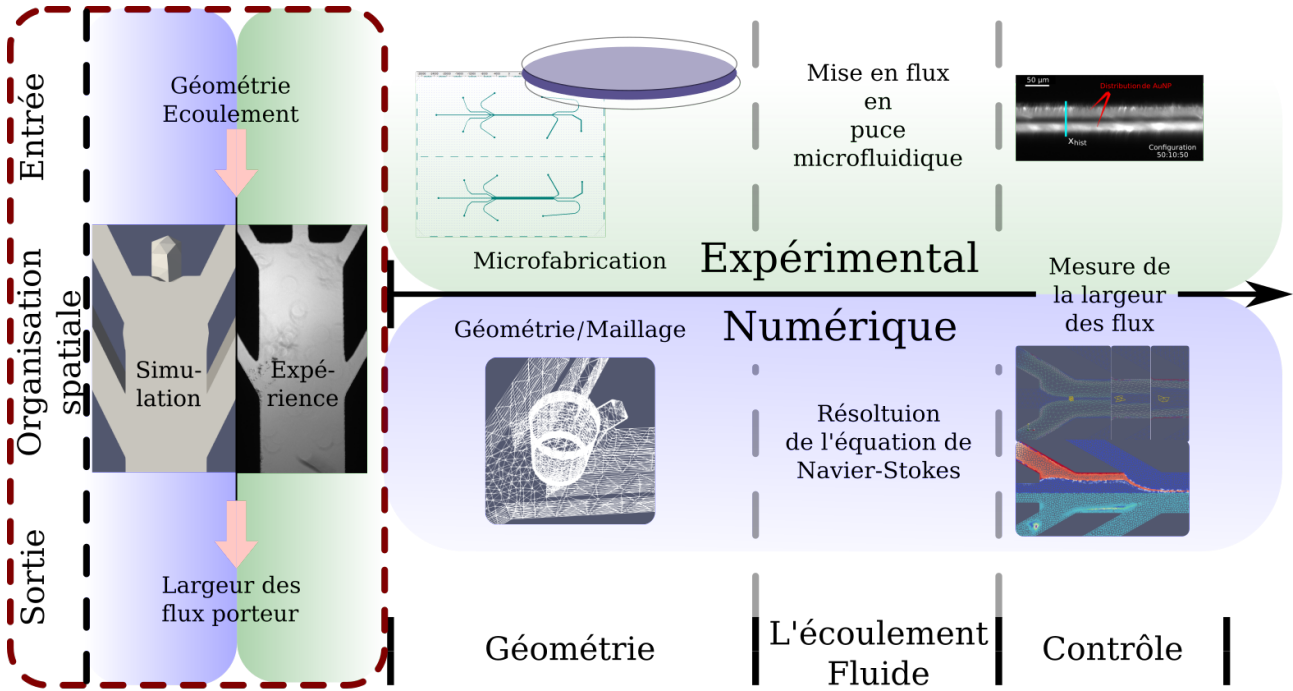 Entrée
Organisation
spatiale
Sortie
Géométrie
Ecoulement
Simu-
lation
Expé-
rience
Largeur des
flux porteur
Microfabrication
Mise en flux
en
puce
microfluidique
50 µm
Distribution de AuNP
Xhist
Configuration
50:10:50
Expérimental
Mesure de
la largeur
des flux
Numérique
Géométrie/Maillage
Résoltuion
de l'équation de
Navier-Stokes
Géométrie
L'écoulement
Fluide
Contrôle